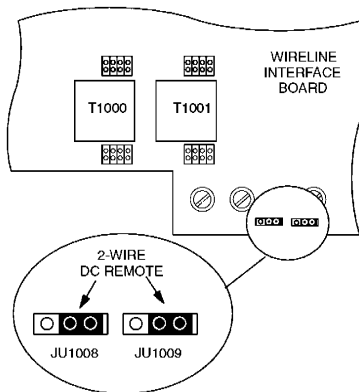 WIRELINE
INTERFACE
BOARD
T1000 T1001
2-WIRE
DC REMOTE
JU1008 JU1009